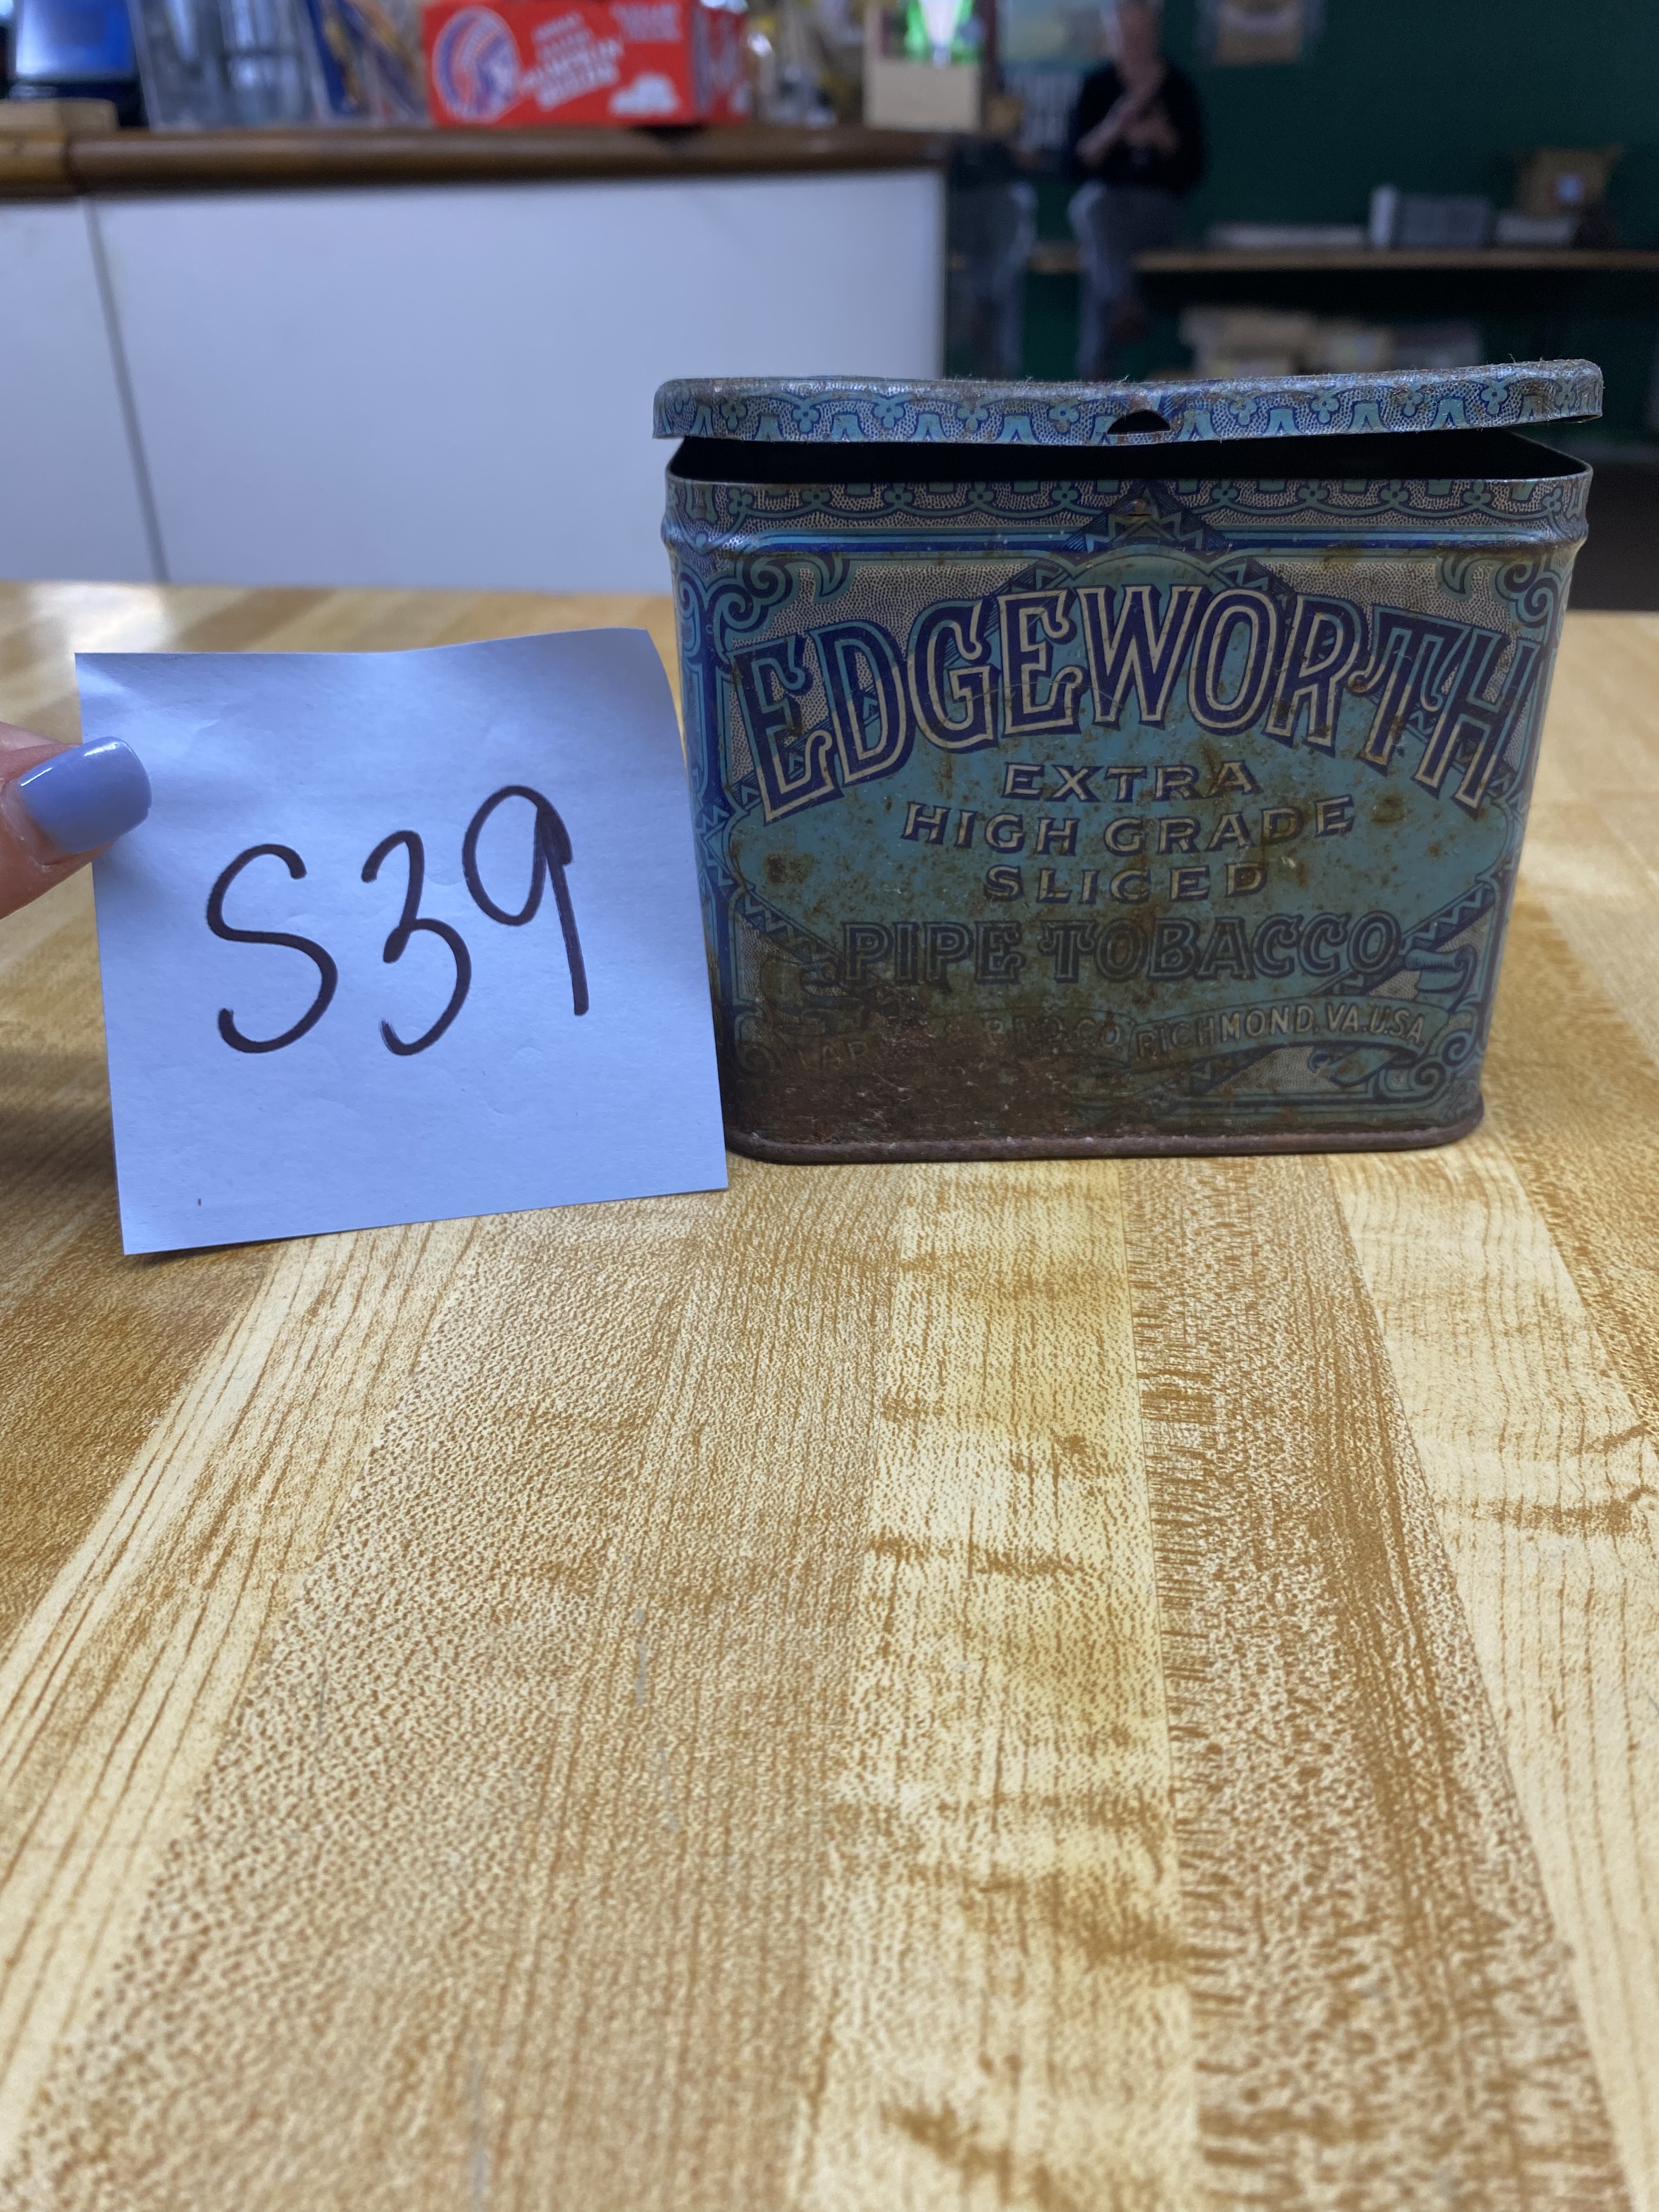 S39
EDGEWORTH
EXTRA
HIGH GRADE
SLICED
PIPE TOBACCO
RICHMOND, VA. U.S.A.